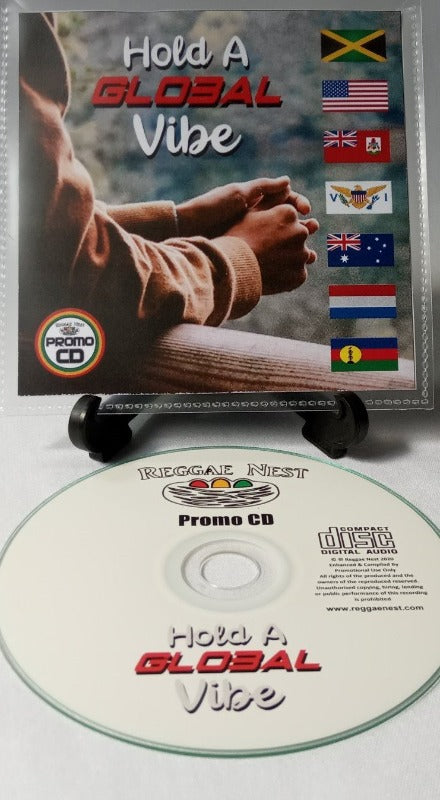 Hold A
GLOBAL
Vibe
V I
REGGAE NEST
PROMO
CD
REGGAE NEST
Promo CD
COMPACT
disc
DIGITAL AUDIO
© ℗ Reggae Nest 2020
Enhanced & Compiled by
Promotional Use Only
All rights of the produced and the
owners of the reproduced reserved.
Unauthorised copying, hiring, lending
or public performance of this recording
is prohibited.
www.reggaenest.com
Hold A
GLOBAL
Vibe